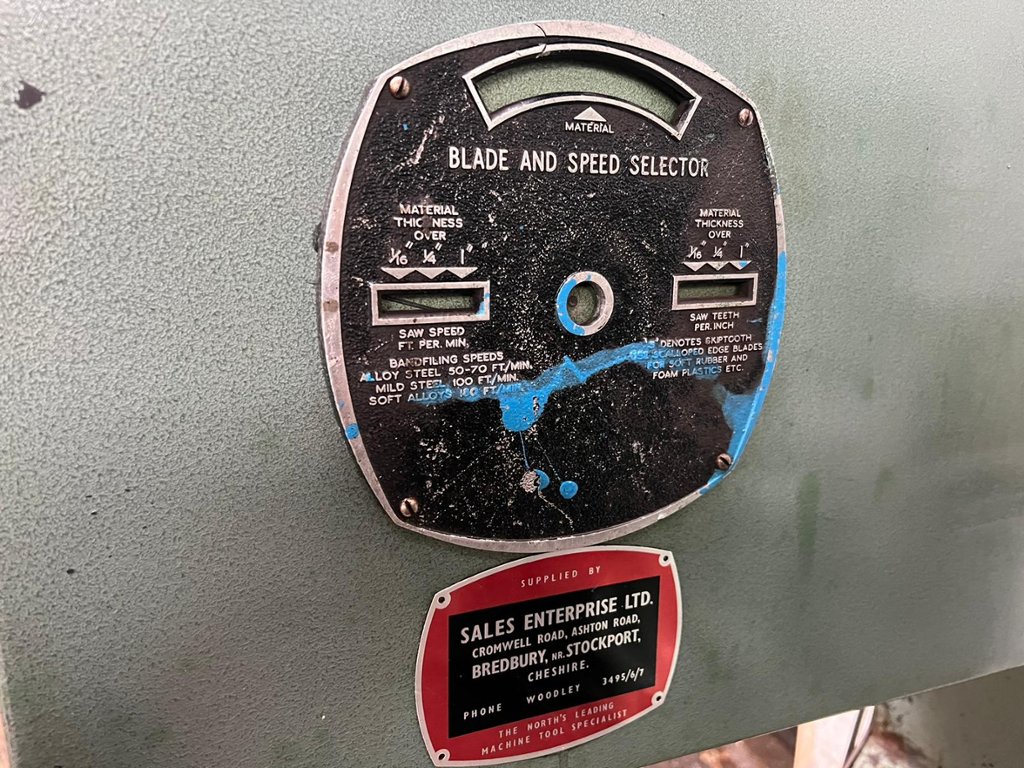 MATERIAL
BLADE AND SPEED SELECTOR
MATERIAL
THICKNESS
OVER
1/16" 1/4" 1"
SAW SPEED
FT. PER. MIN.
BANDFILING SPEEDS
ALLOY STEEL 50-70 FT/MIN.
MILD STEEL 100 FT/MIN.
SOFT ALLOYS FT/MIN.
MATERIAL
THICKNESS
OVER
1/16" 1/4" 1"
SAW TEETH
PER. INCH
DENOTES SKIPTOOTH
SCALLOPED EDGE BLADES
FOR SOFT RUBBER AND
FOAM PLASTICS ETC.
SUPPLIED BY
SALES ENTERPRISE LTD.
CROMWELL ROAD, ASHTON ROAD,
BREDBURY, NR. STOCKPORT,
CHESHIRE.
PHONE WOODLEY 3495/6/7
THE NORTH'S LEADING
MACHINE TOOL SPECIALIST